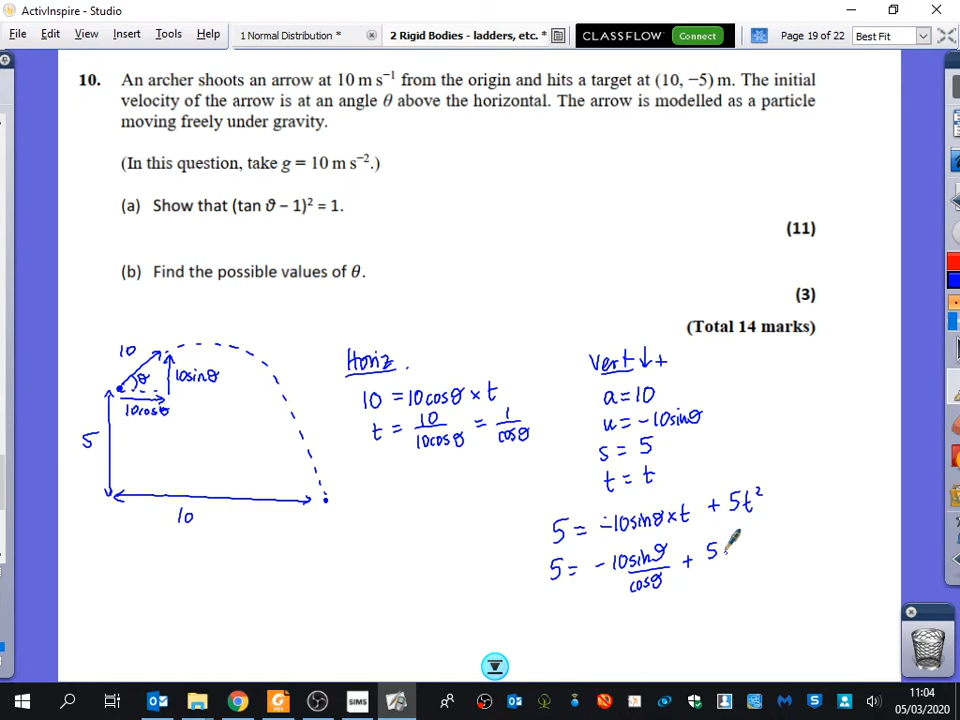 ActivInspire - Studio
File Edit View Insert Tools Help
1 Normal Distribution *
2 Rigid Bodies - ladders, etc. *
CLASSFLOW Connect
Page 19 of 22
Best Fit
10. An archer shoots an arrow at 10 m s⁻¹ from the origin and hits a target at (10, −5) m. The initial
velocity of the arrow is at an angle θ above the horizontal. The arrow is modelled as a particle
moving freely under gravity.
(In this question, take g = 10 m s⁻².)
(a) Show that (tan ϑ − 1)² = 1.
(11)
(b) Find the possible values of θ.
(3)
(Total 14 marks)
10
θ
10sinθ
10cosθ
5
10
Horiz.
10 = 10cosθ × t
t = 10/10cosθ = 1/cosθ
Vert ↓+
a = 10
u = -10sinθ
s = 5
t = t
5 = -10sinθ×t + 5t²
5 = -10sinθ/cosθ + 5
SIMS
11:04
05/03/2020